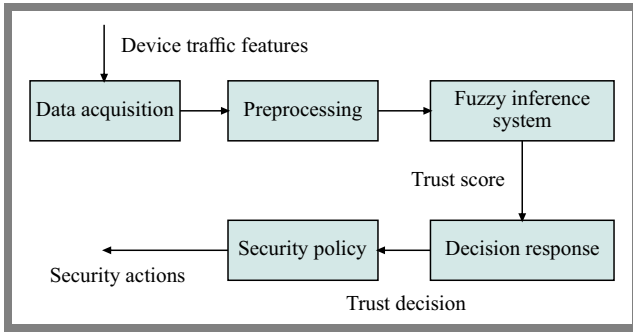 Device traffic features
Data acquisition
Preprocessing
Fuzzy inference
system
Trust score
Decision response
Security policy
Trust decision
Security actions